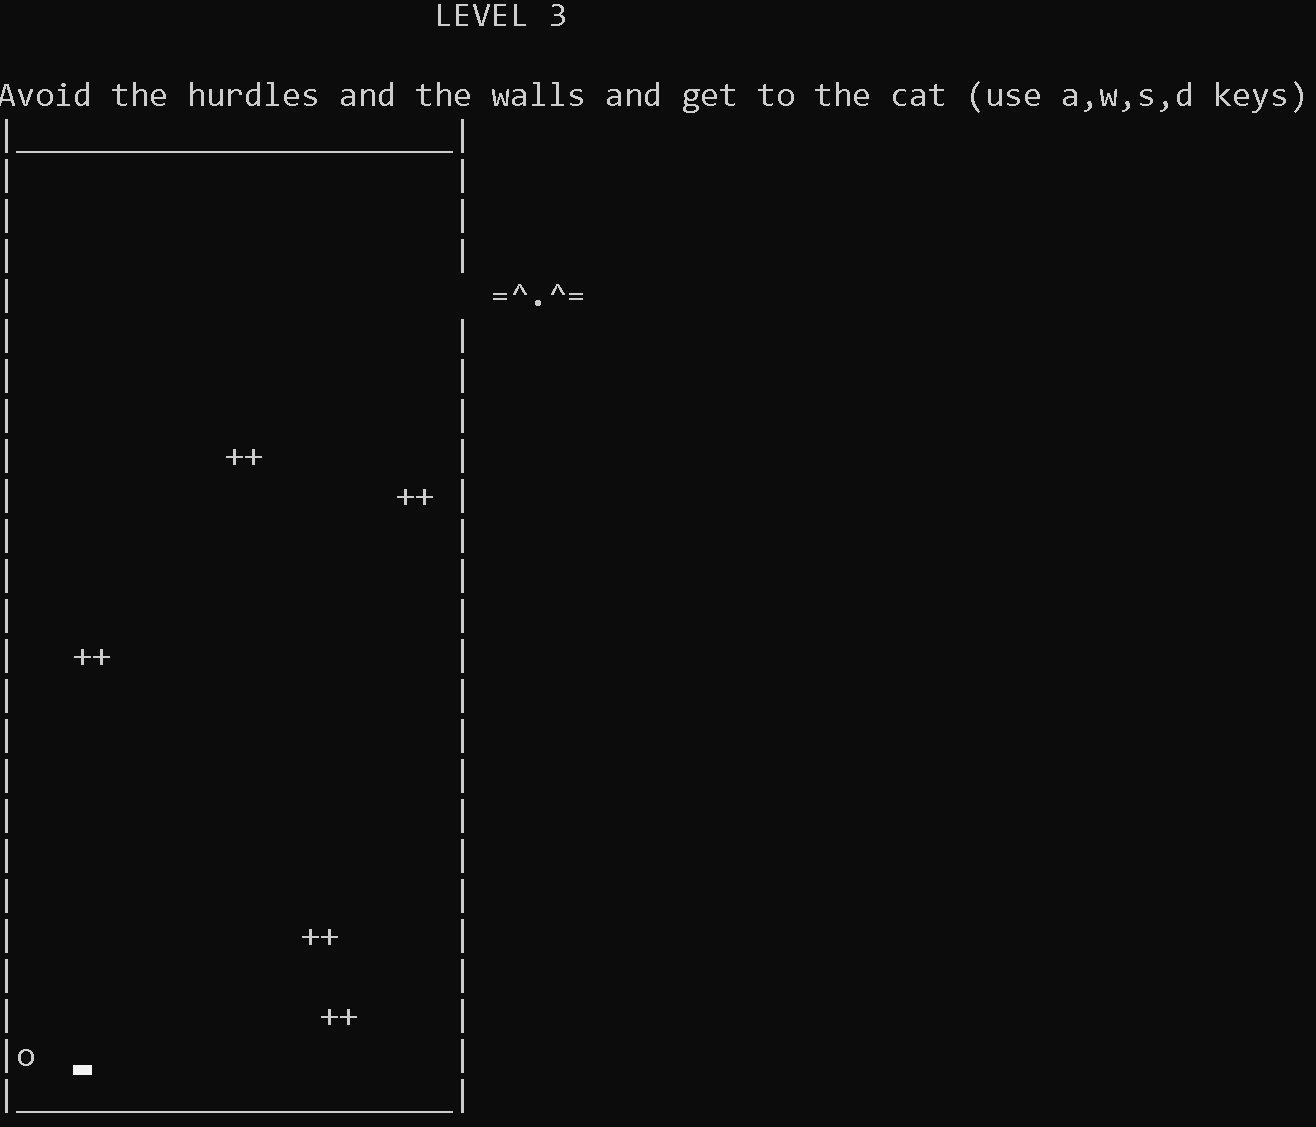 LEVEL 3
Avoid the hurdles and the walls and get to the cat (use a,w,s,d keys)
=^.^=
++
++
++
++
++
o